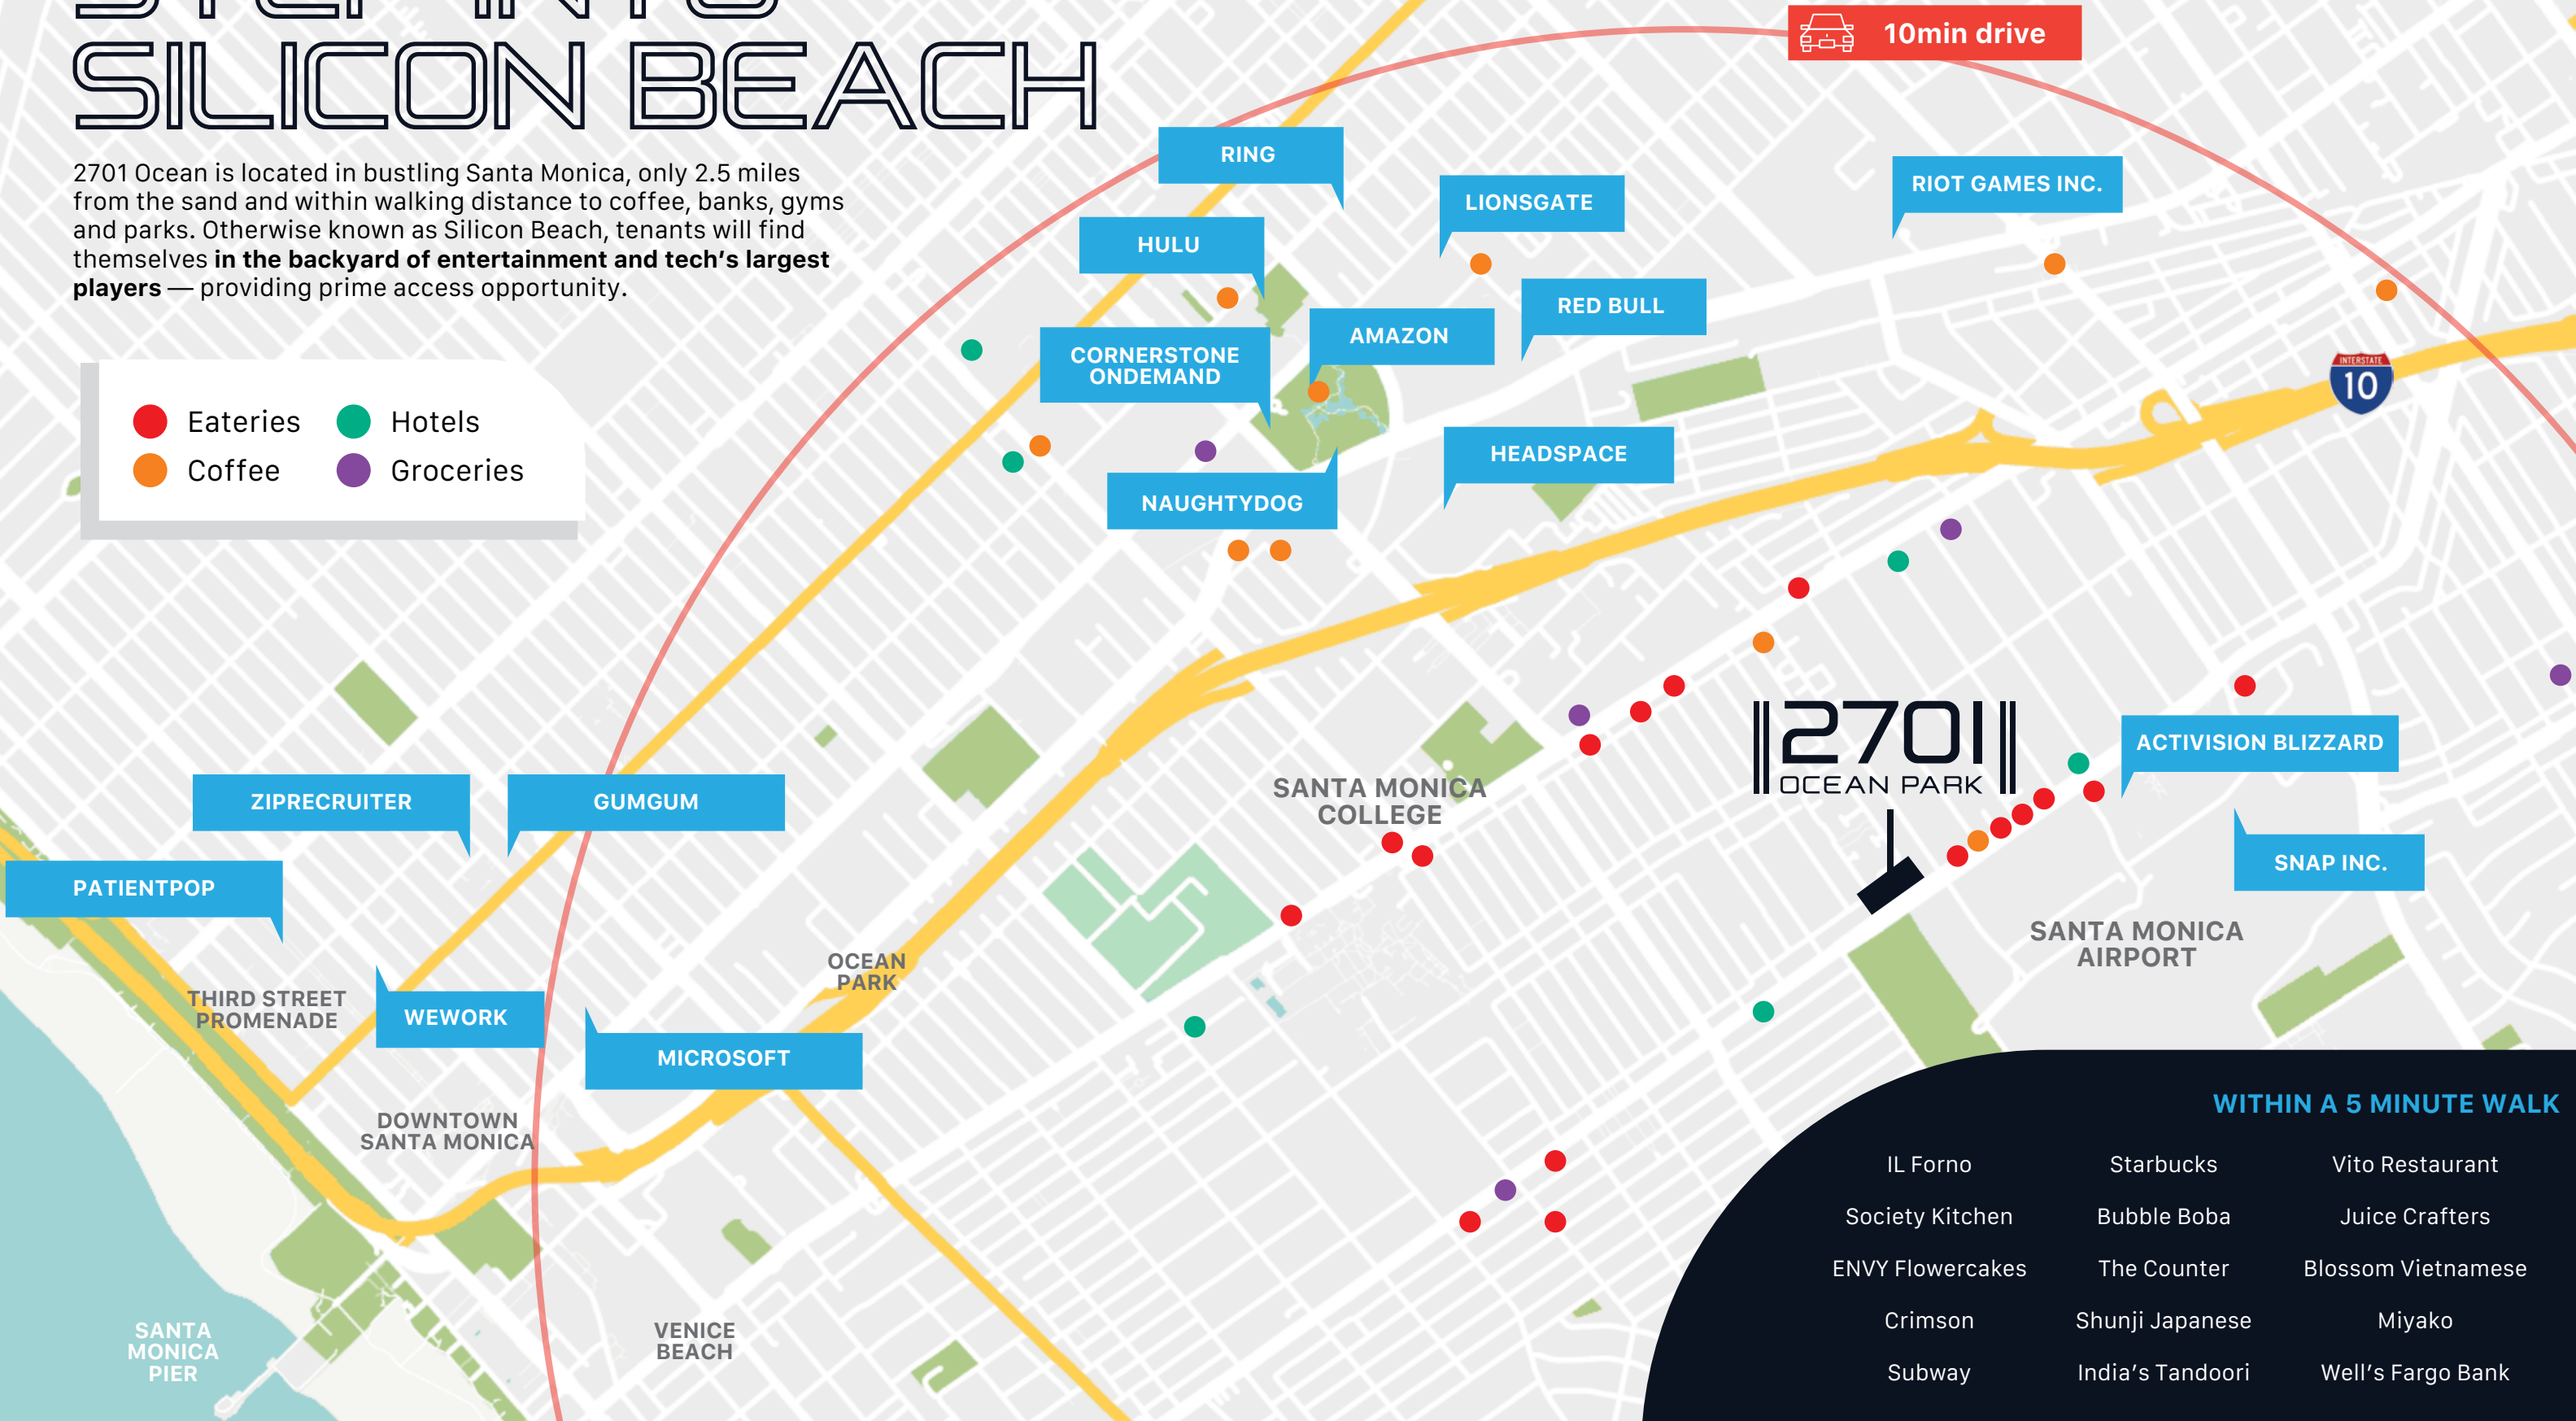 STEP INTO
SILICON BEACH
2701 Ocean is located in bustling Santa Monica, only 2.5 miles
from the sand and within walking distance to coffee, banks, gyms
and parks. Otherwise known as Silicon Beach, tenants will find
themselves in the backyard of entertainment and tech's largest
players — providing prime access opportunity.
Eateries
Hotels
Coffee
Groceries
10min drive
RING
LIONSGATE
RIOT GAMES INC.
HULU
RED BULL
AMAZON
CORNERSTONE
ONDEMAND
INTERSTATE
10
HEADSPACE
NAUGHTYDOG
2701
OCEAN PARK
ACTIVISION BLIZZARD
SANTA MONICA
COLLEGE
ZIPRECRUITER
GUMGUM
SNAP INC.
PATIENTPOP
SANTA MONICA
AIRPORT
OCEAN
PARK
THIRD STREET
PROMENADE
WEWORK
MICROSOFT
DOWNTOWN
SANTA MONICA
SANTA
MONICA
PIER
VENICE
BEACH
WITHIN A 5 MINUTE WALK
IL Forno
Starbucks
Vito Restaurant
Society Kitchen
Bubble Boba
Juice Crafters
ENVY Flowercakes
The Counter
Blossom Vietnamese
Crimson
Shunji Japanese
Miyako
Subway
India's Tandoori
Well's Fargo Bank